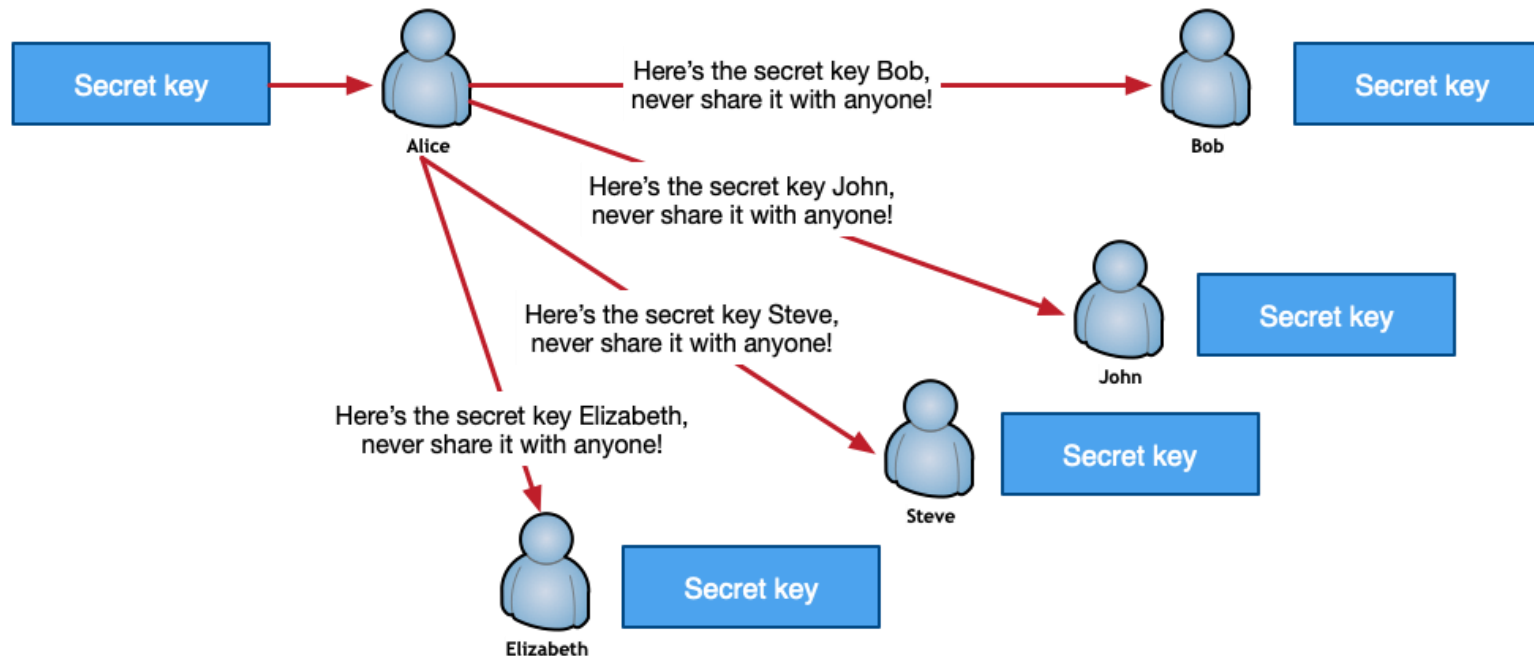 Secret key
Alice
Here's the secret key Bob,
never share it with anyone!
Bob
Secret key
Here's the secret key John,
never share it with anyone!
John
Secret key
Here's the secret key Steve,
never share it with anyone!
Steve
Secret key
Here's the secret key Elizabeth,
never share it with anyone!
Elizabeth
Secret key